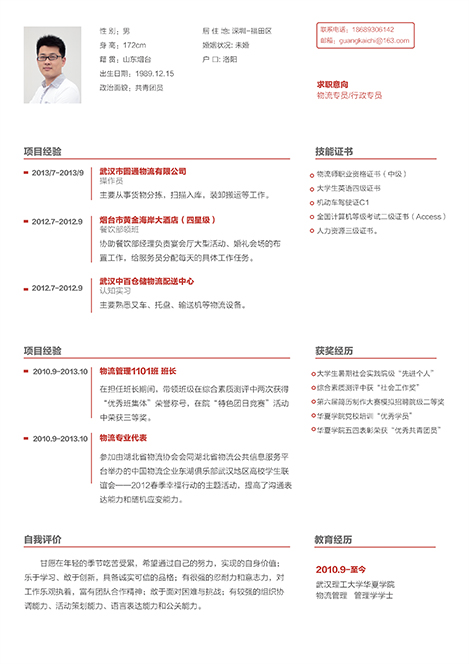 性 别：男
身 高：172cm
籍 贯：山东烟台
出生日期：1989.12.15
政治面貌：共青团员
居 住 地：深圳-福田区
婚姻状况：未婚
户 口：洛阳
联系电话：18689306142
邮箱：guangkaichi@163.com
求职意向
物流专员/行政专员
项目经验
2013/7-2013/9
武汉市圆通物流有限公司
操作员
主要从事货物分拣，扫描入库，装卸搬运等工作。
2012.7-2012.9
烟台市黄金海岸大酒店（四星级）
餐饮部领班
协助餐饮部经理负责宴会厅大型活动、婚礼会场的布
置工作，给服务员分配每天的具体工作任务。
2012.7-2012.9
武汉中百仓储物流配送中心
认知实习
主要熟悉叉车、托盘、输送机等物流设备。
技能证书
物流师职业资格证书（中级）
大学生英语四级证书
机动车驾驶证C1
全国计算机等级考试二级证书（Access）
人力资源三级证书。
项目经验
2010.9-2013.10
物流管理1101班 班长
在担任班长期间，带领班级在综合素质测评中两次获得
“优秀班集体”荣誉称号，在院“特色团日竞赛”活动
中荣获三等奖。
2010.9-2013.10
物流专业代表
参加由湖北省物流协会会同湖北省物流公共信息服务平
台举办的中国物流企业东湖俱乐部武汉地区高校学生联
谊会——2012春季幸福行动的主题活动，提高了沟通表
达能力和随机应变能力。
获奖经历
大学生暑期社会实践院级“先进个人”
综合素质测评中获“社会工作奖”
第六届简历制作大赛模拟招聘院级二等奖
华夏学院党校培训“优秀学员”
华夏学院五四表彰荣获“优秀共青团员”
自我评价
甘愿在年轻的季节吃苦受累，希望通过自己的努力，实现的自身价值；
乐于学习、敢于创新，具备诚实可信的品格；有很强的忍耐力和意志力，对
工作乐观执着，富有团队合作精神；敢于面对困难与挑战；有较强的组织协
调能力、活动策划能力、语言表达能力和公关能力。
教育经历
2010.9-至今
武汉理工大学华夏学院
物流管理 管理学学士